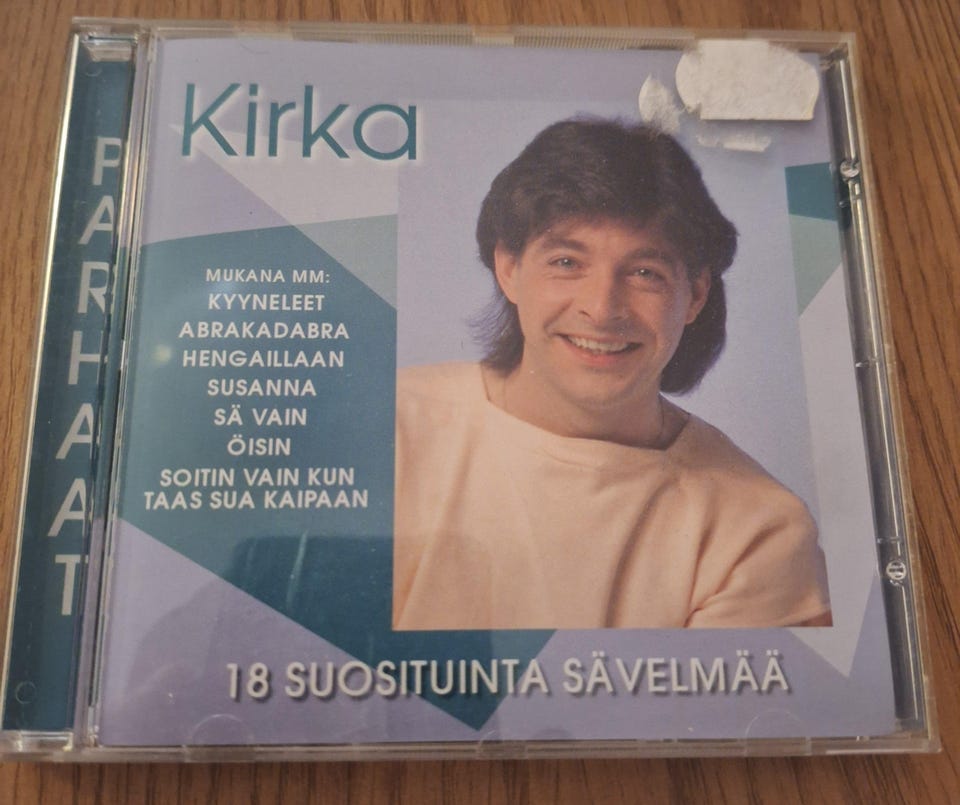 PARHAAT
Kirka
MUKANA MM:
KYYNELEET
ABRAKADABRA
HENGAILLAAN
SUSANNA
SÄ VAIN
ÖISIN
SOITIN VAIN KUN
TAAS SUA KAIPAAN
18 SUOSITUINTA SÄVELMÄÄ